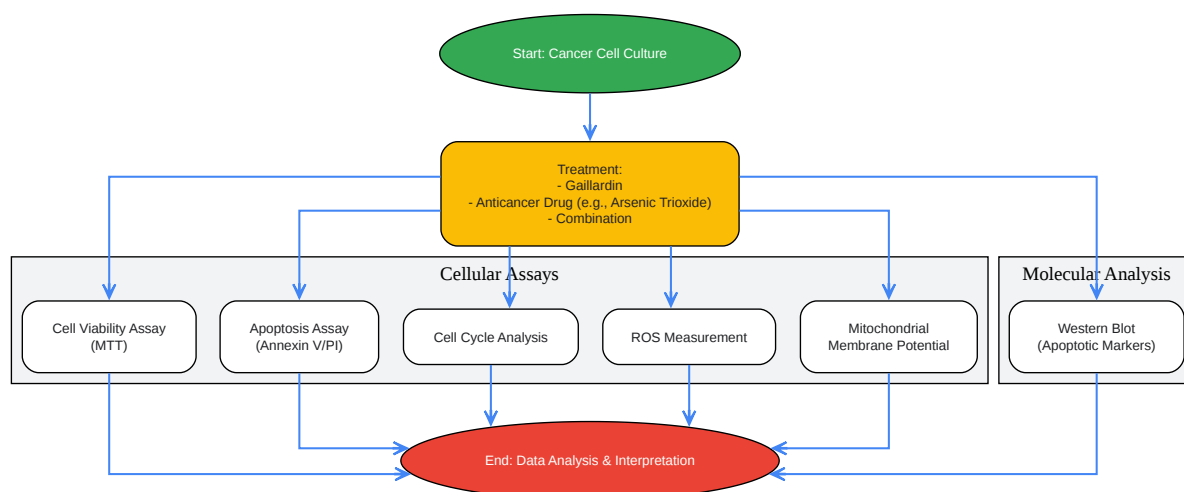 Start: Cancer Cell Culture
Treatment:
- Gaillardin
- Anticancer Drug (e.g., Arsenic Trioxide)
- Combination
Cellular Assays
Molecular Analysis
Cell Viability Assay
(MTT)
Apoptosis Assay
(Annexin V/PI)
Cell Cycle Analysis
ROS Measurement
Mitochondrial
Membrane Potential
Western Blot
(Apoptotic Markers)
End: Data Analysis & Interpretation